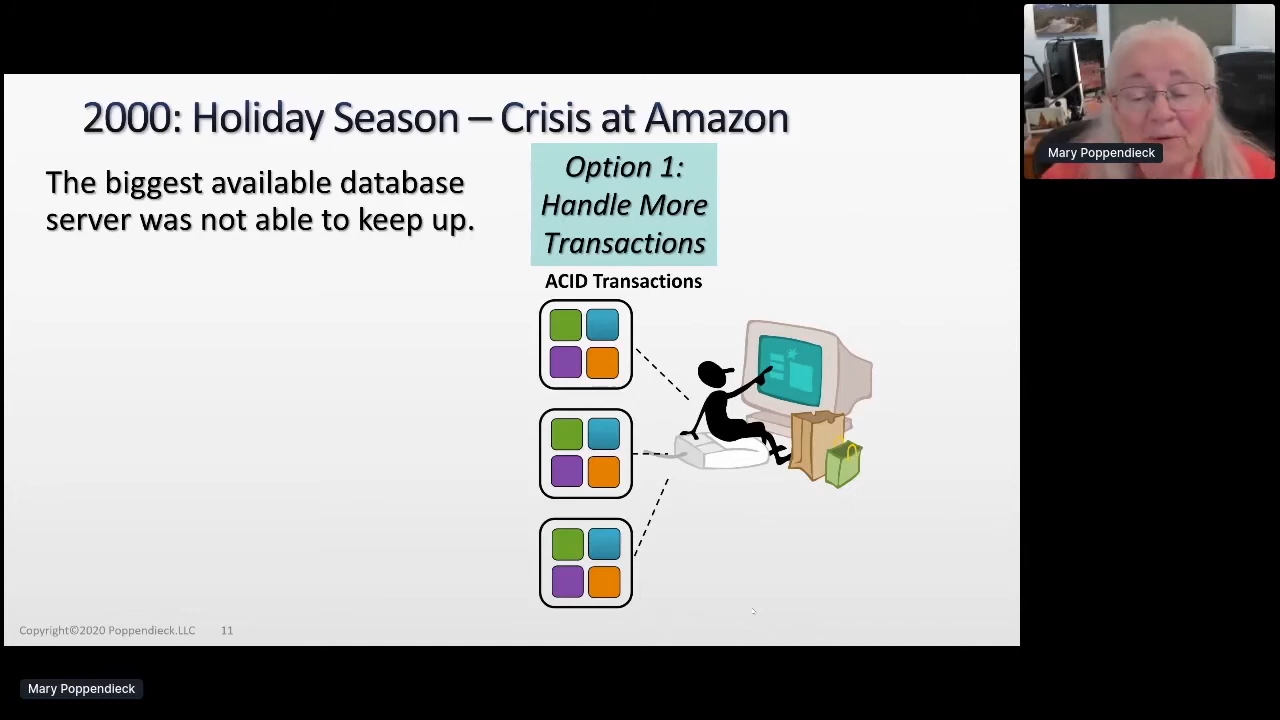 2000: Holiday Season – Crisis at Amazon
The biggest available database
server was not able to keep up.
Option 1:
Handle More
Transactions
ACID Transactions
Copyright©2020 Poppendieck.LLC 11
Mary Poppendieck
Mary Poppendieck